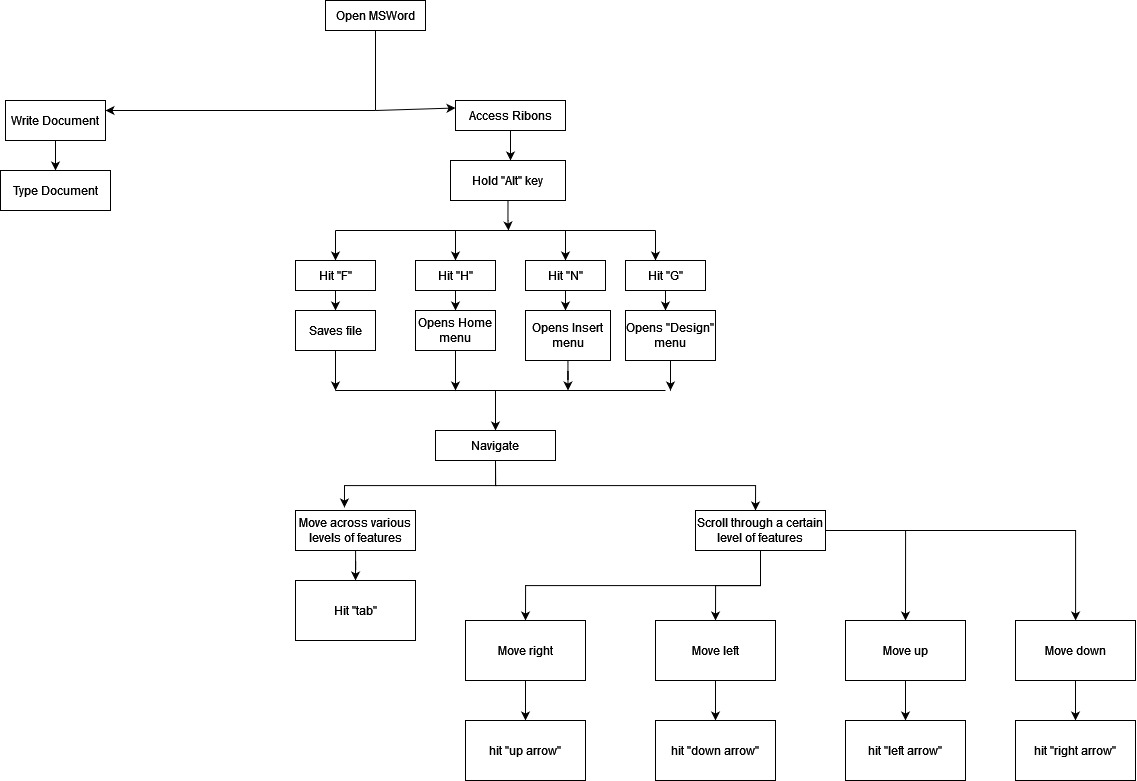 Open MSWord
Write Document
Access Ribons
Type Document
Hold "Alt" key
Hit "F"
Hit "H"
Hit "N"
Hit "G"
Saves file
Opens Home
menu
Opens Insert
menu
Opens "Design"
menu
Navigate
Move across various
levels of features
Scroll through a certain
level of features
Hit "tab"
Move right
Move left
Move up
Move down
hit "up arrow"
hit "down arrow"
hit "left arrow"
hit "right arrow"